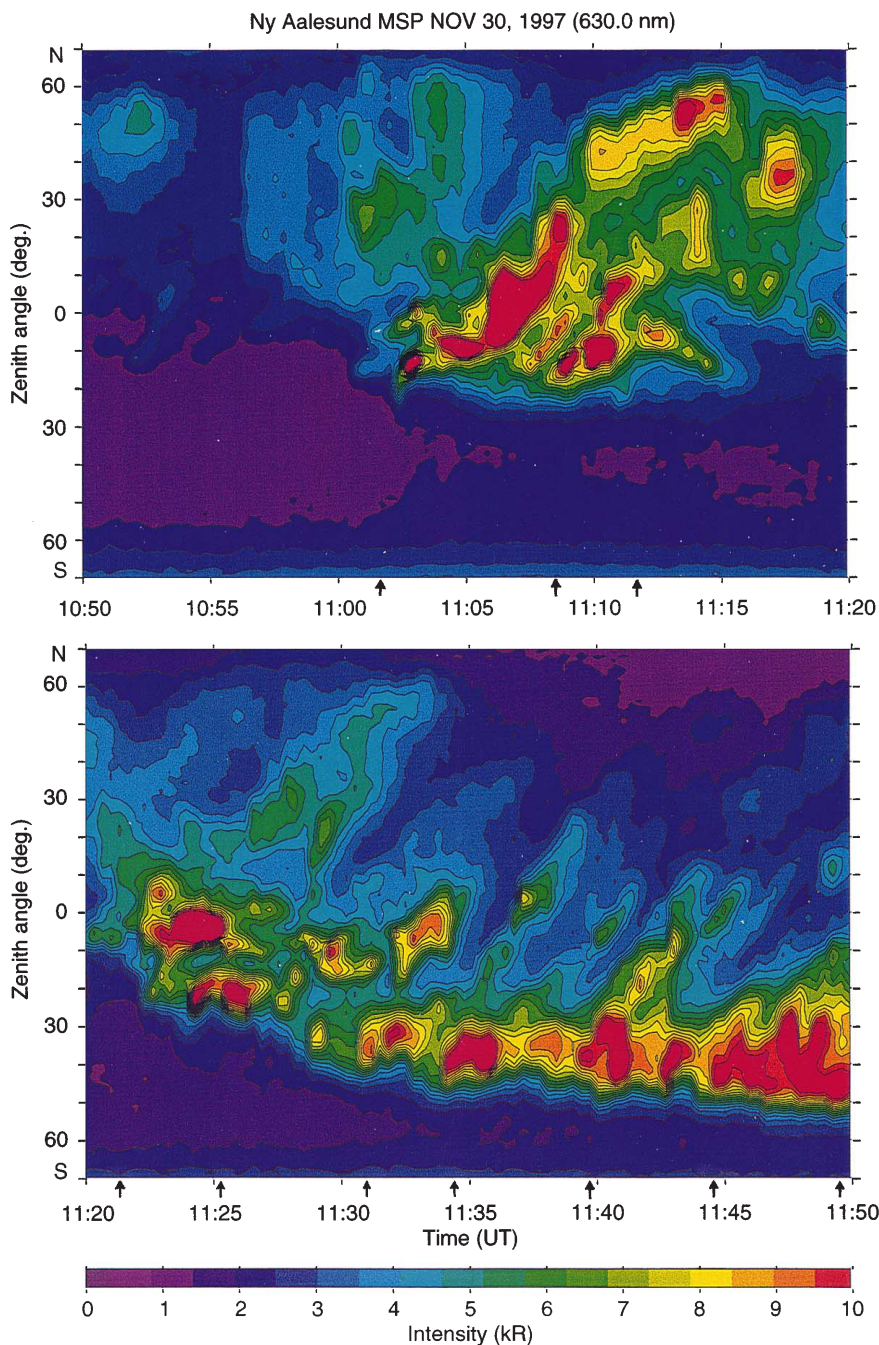 Ny Aalesund MSP NOV 30, 1997 (630.0 nm)
N
60
30
0
30
60
S
Zenith angle (deg.)
10:50 10:55 11:00 11:05 11:10 11:15 11:20
N
60
30
0
30
60
S
Zenith angle (deg.)
11:20 11:25 11:30 11:35 11:40 11:45 11:50
Time (UT)
0 1 2 3 4 5 6 7 8 9 10
Intensity (kR)